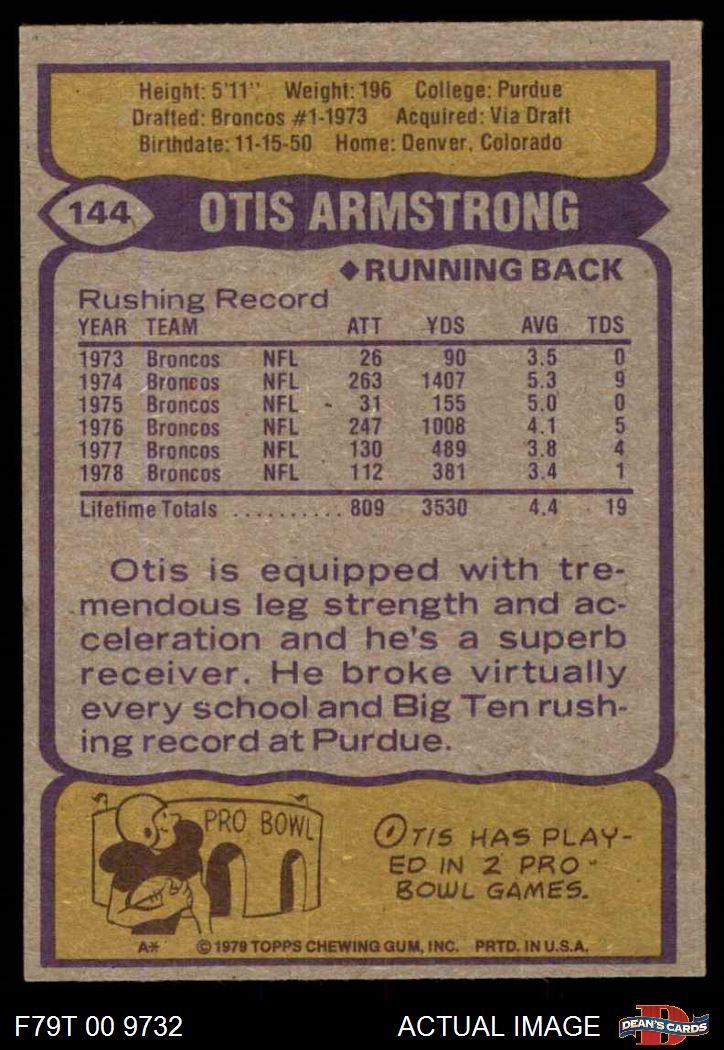 Height: 5'11" Weight: 196 College: Purdue
Drafted: Broncos #1-1973 Acquired: Via Draft
Birthdate: 11-15-50 Home: Denver, Colorado
144 OTIS ARMSTRONG
◆RUNNING BACK
Rushing Record
YEAR TEAM ATT YDS AVG TDS
1973 Broncos NFL 26 90 3.5 0
1974 Broncos NFL 263 1407 5.3 9
1975 Broncos NFL 31 155 5.0 0
1976 Broncos NFL 247 1008 4.1 5
1977 Broncos NFL 130 489 3.8 4
1978 Broncos NFL 112 381 3.4 1
Lifetime Totals .......... 809 3530 4.4 19
Otis is equipped with tre-
mendous leg strength and ac-
celeration and he's a superb
receiver. He broke virtually
every school and Big Ten rush-
ing record at Purdue.
PRO BOWL
OTIS HAS PLAY-
ED IN 2 PRO
BOWL GAMES.
A* © 1979 TOPPS CHEWING GUM, INC. PRTD. IN U.S.A.
F79T 00 9732 ACTUAL IMAGE D DEAN'S CARDS